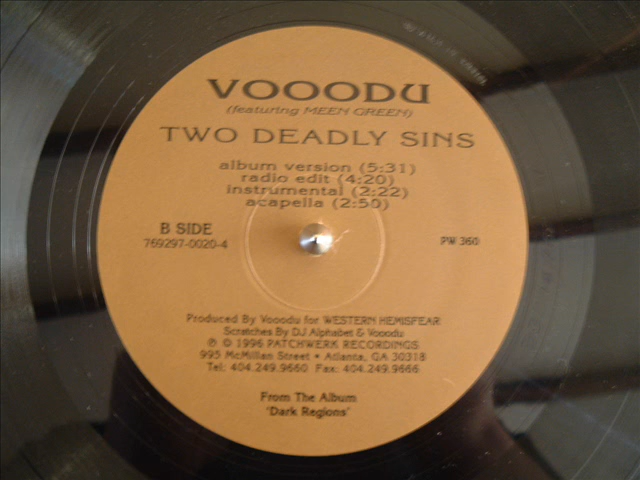 VOOODU
(featuring MEEN GREEN)
TWO DEADLY SINS
album version (5:31)
radio edit (4:20)
instrumental (2:22)
acapella (2:50)
B SIDE
769297-0020-4
PW 360
Produced By Vooodu for WESTERN HEMISFEAR
Scratches By DJ Alphabet & Vooodu
℗ © 1996 PATCHWERK RECORDINGS
995 McMillan Street • Atlanta, GA 30318
Tel: 404.249.9660 Fax: 404.249.9666
From The Album
'Dark Regions'